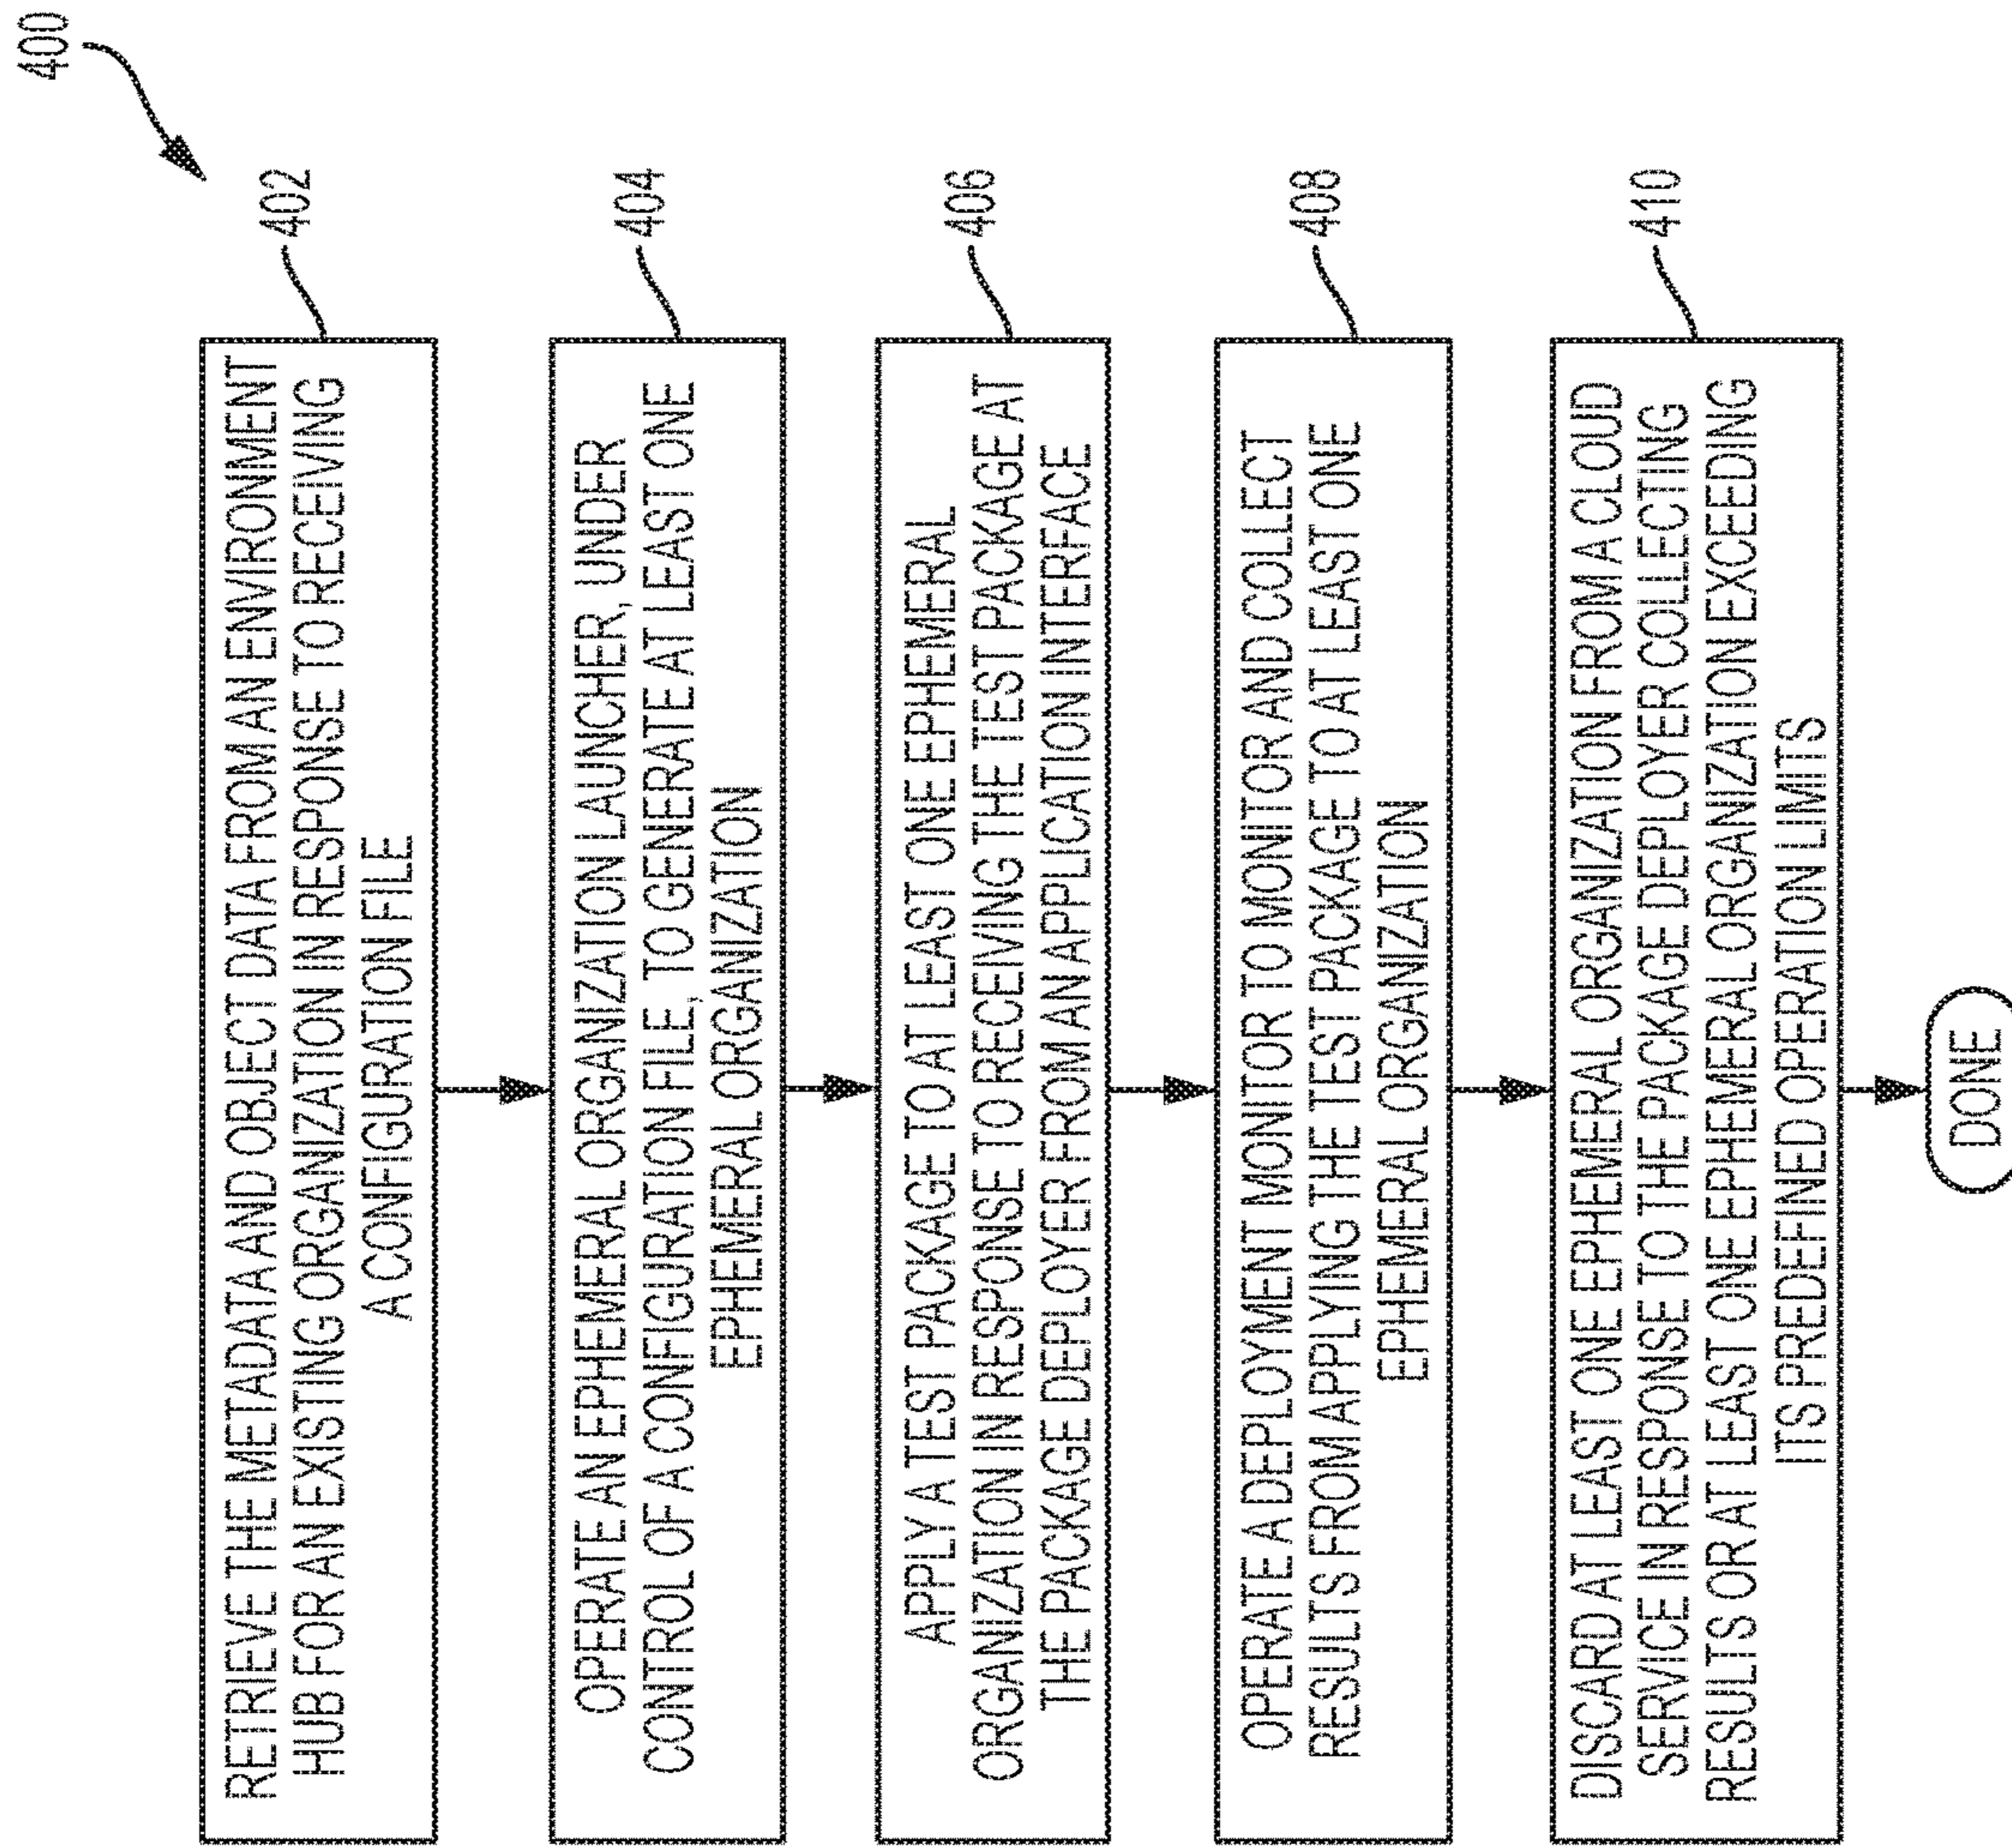 400
RETRIEVE THE METADATA AND OBJECT DATA FROM AN ENVIRONMENT
HUB FOR AN EXISTING ORGANIZATION IN RESPONSE TO RECEIVING
A CONFIGURATION FILE
402
OPERATE AN EPHEMERAL ORGANIZATION LAUNCHER, UNDER
CONTROL OF A CONFIGURATION FILE, TO GENERATE AT LEAST ONE
EPHEMERAL ORGANIZATION
404
APPLY A TEST PACKAGE TO AT LEAST ONE EPHEMERAL
ORGANIZATION IN RESPONSE TO RECEIVING THE TEST PACKAGE AT
THE PACKAGE DEPLOYER FROM AN APPLICATION INTERFACE
406
OPERATE A DEPLOYMENT MONITOR TO MONITOR AND COLLECT
RESULTS FROM APPLYING THE TEST PACKAGE TO AT LEAST ONE
EPHEMERAL ORGANIZATION
408
DISCARD AT LEAST ONE EPHEMERAL ORGANIZATION FROM A CLOUD
SERVICE IN RESPONSE TO THE PACKAGE DEPLOYER COLLECTING
RESULTS OR AT LEAST ONE EPHEMERAL ORGANIZATION EXCEEDING
ITS PREDEFINED OPERATION LIMITS
410
DONE